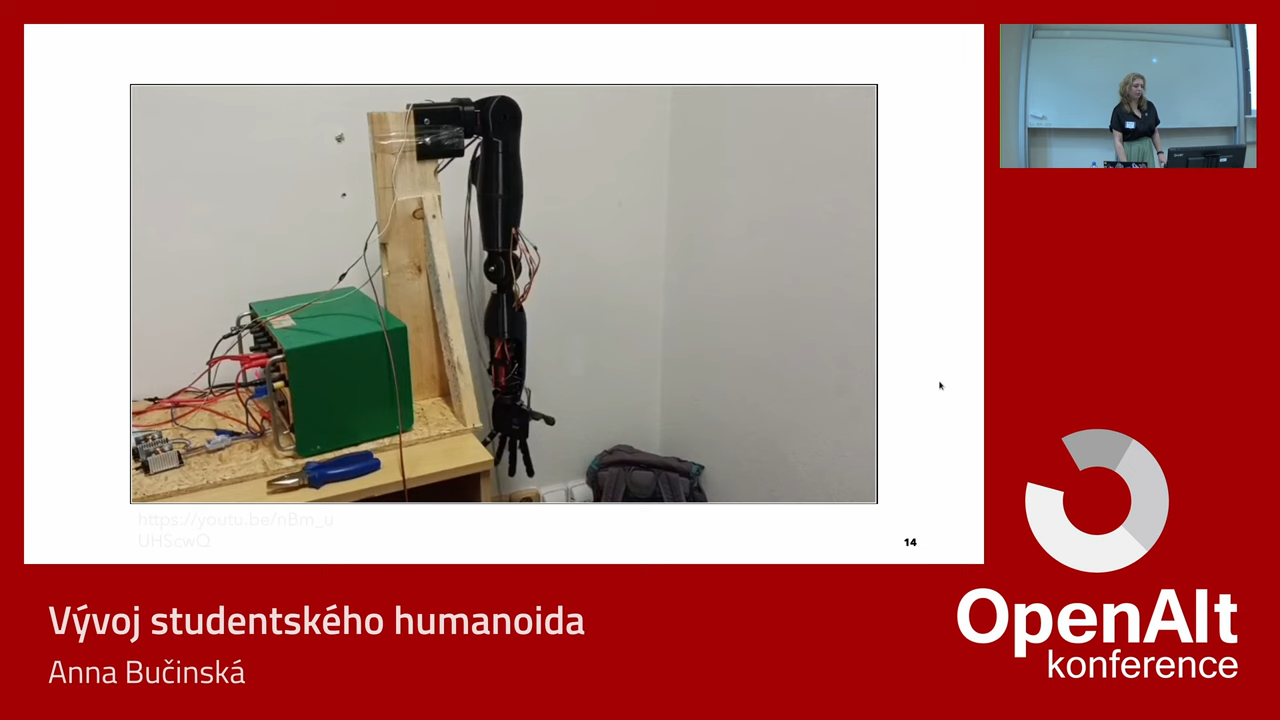 https://youtu.be/nBm_u
UHScwQ
14
Vývoj studentského humanoida
Anna Bučinská
OpenAlt
konference